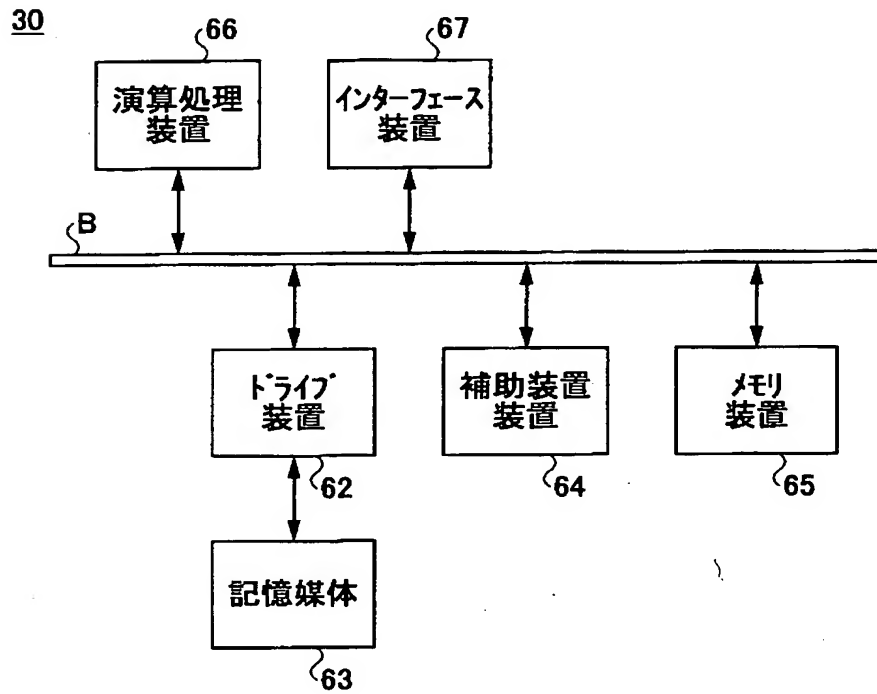 30
66
演算処理
装置
67
インターフェース
装置
B
ドライブ
装置
62
補助装置
装置
64
メモリ
装置
65
記憶媒体
63